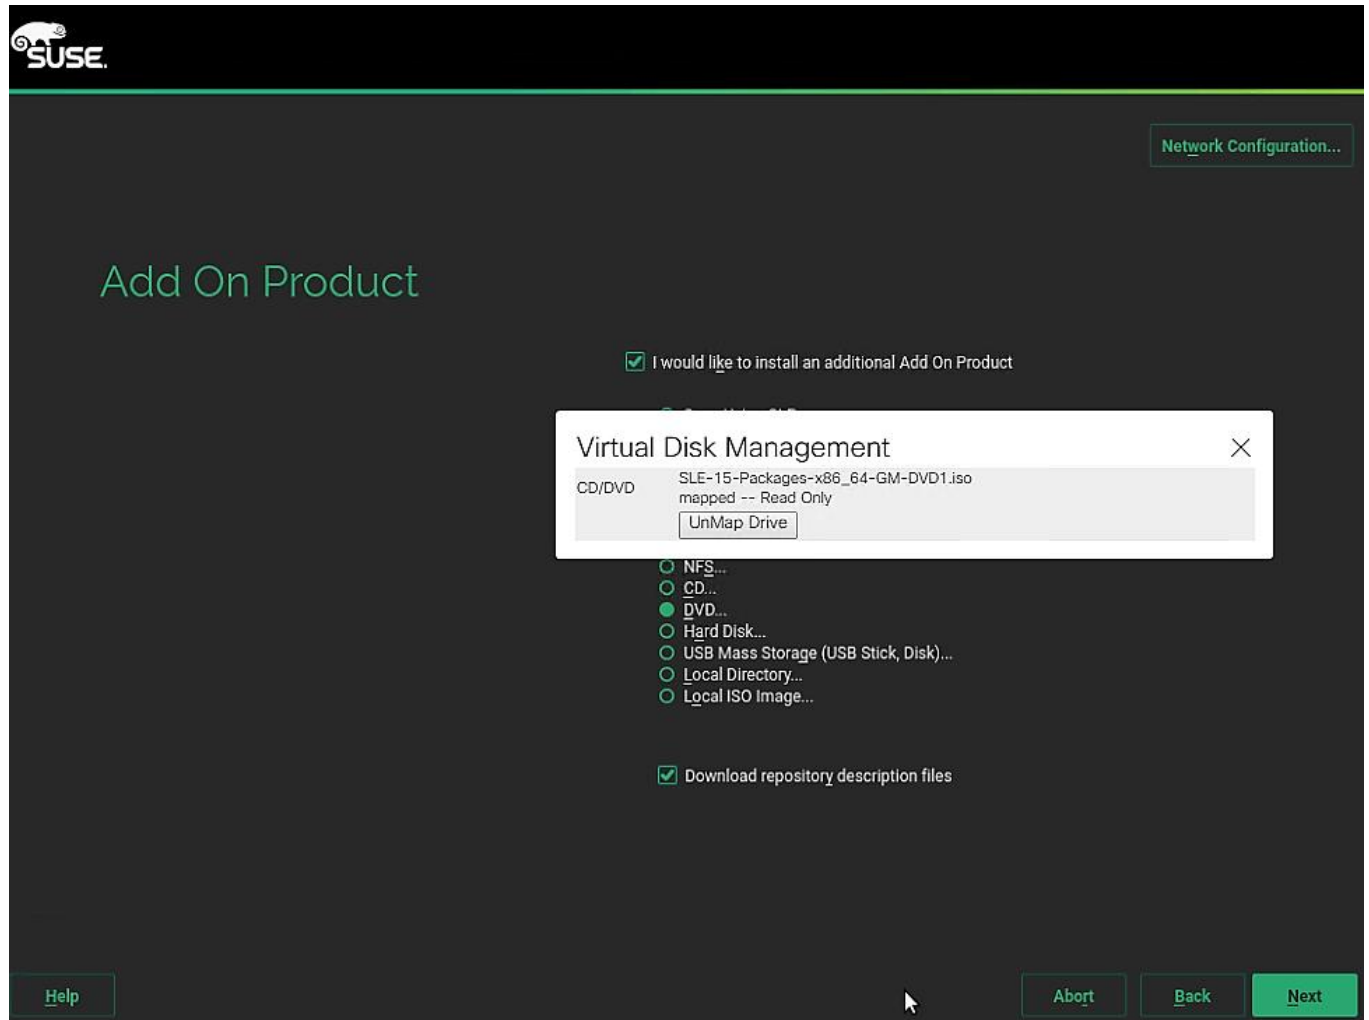 SUSE.
Network Configuration...
Add On Product
I would like to install an additional Add On Product
Virtual Disk Management
CD/DVD
SLE-15-Packages-x86_64-GM-DVD1.iso
mapped -- Read Only
UnMap Drive
NFS...
CD...
DVD...
Hard Disk...
USB Mass Storage (USB Stick, Disk)...
Local Directory...
Local ISO Image...
Download repository description files
Help
Abort
Back
Next